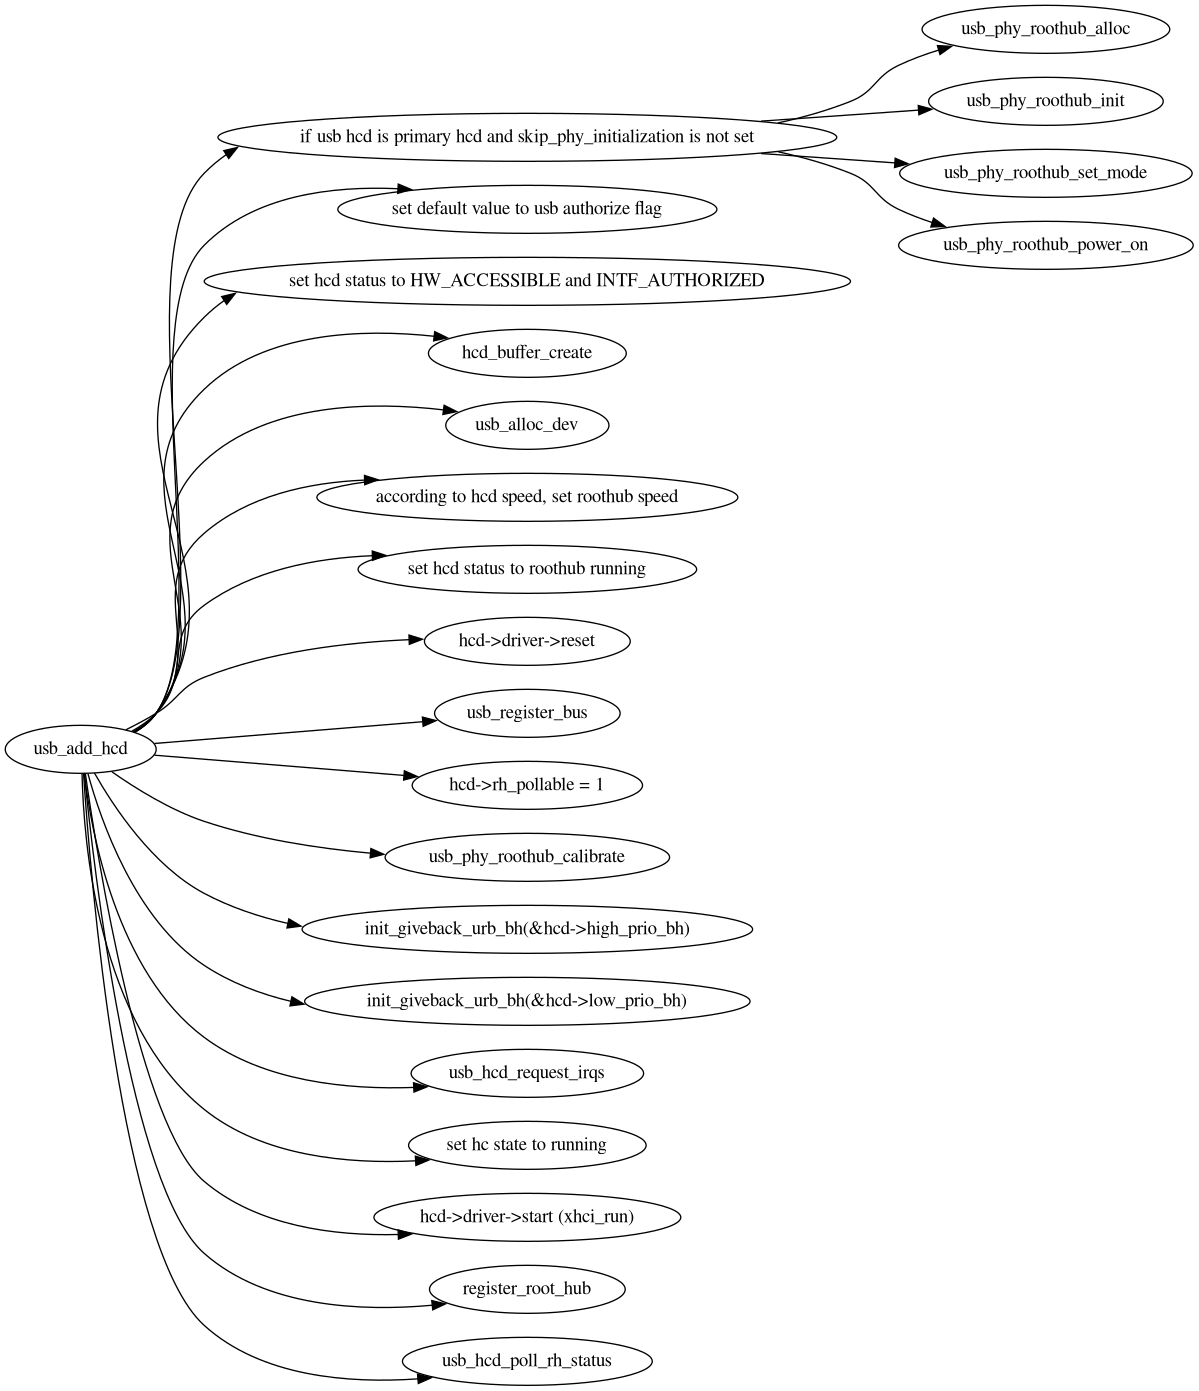 usb_phy_roothub_alloc
usb_phy_roothub_init
if usb hcd is primary hcd and skip_phy_initialization is not set
usb_phy_roothub_set_mode
set default value to usb authorize flag
usb_phy_roothub_power_on
set hcd status to HW_ACCESSIBLE and INTF_AUTHORIZED
hcd_buffer_create
usb_alloc_dev
according to hcd speed, set roothub speed
set hcd status to roothub running
hcd->driver->reset
usb_register_bus
usb_add_hcd
hcd->rh_pollable = 1
usb_phy_roothub_calibrate
init_giveback_urb_bh(&hcd->high_prio_bh)
init_giveback_urb_bh(&hcd->low_prio_bh)
usb_hcd_request_irqs
set hc state to running
hcd->driver->start (xhci_run)
register_root_hub
usb_hcd_poll_rh_status